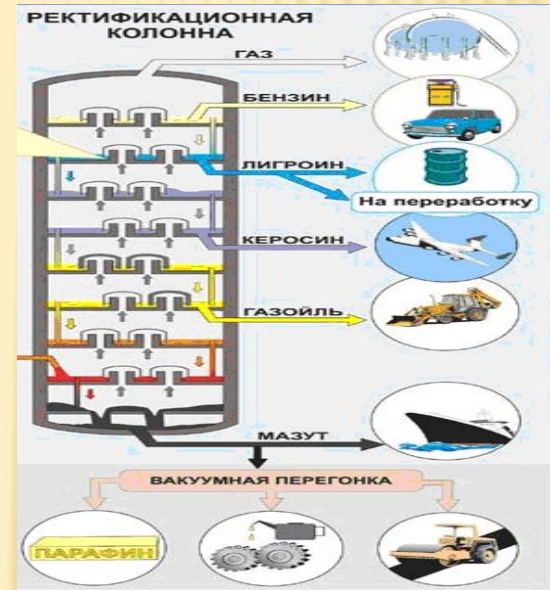 РЕКТИФИКАЦИОННАЯ
КОЛОННА
ГАЗ
БЕНЗИН
ЛИГРОИН
На переработку
КЕРОСИН
ГАЗОЙЛЬ
МАЗУТ
ВАКУУМНАЯ ПЕРЕГОНКА
ПАРАФИН